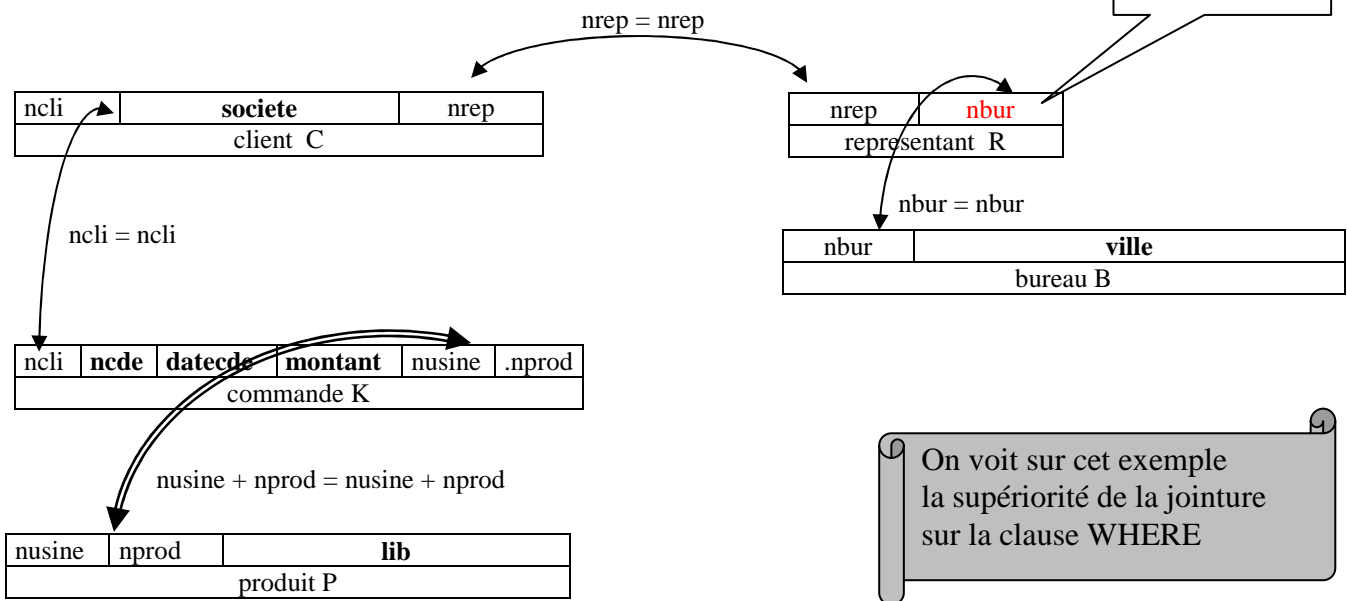 nrep = nrep
ncli societe nrep
client C
nrep nbur
representant R
ncli = ncli
nbur = nbur
nbur ville
bureau B
ncli ncde datecde montant nusine .nprod
commande K
nusine + nprod = nusine + nprod
nusine nprod lib
produit P
On voit sur cet exemple
la supériorité de la jointure
sur la clause WHERE